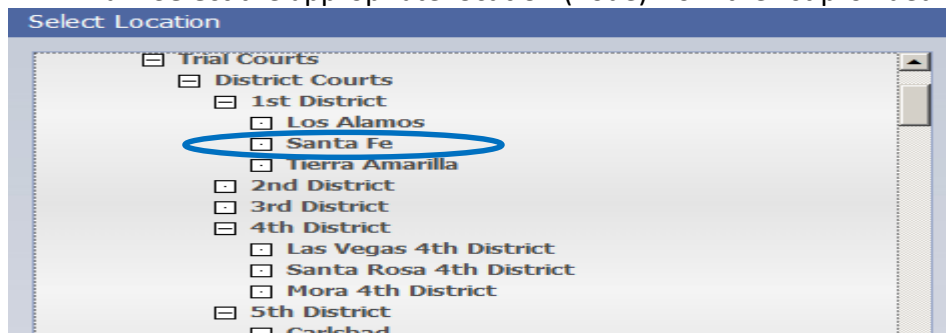 Select Location
Trial Courts
District Courts
1st District
Los Alamos
Santa Fe
Tierra Amarilla
2nd District
3rd District
4th District
Las Vegas 4th District
Santa Rosa 4th District
Mora 4th District
5th District
Carlsbad